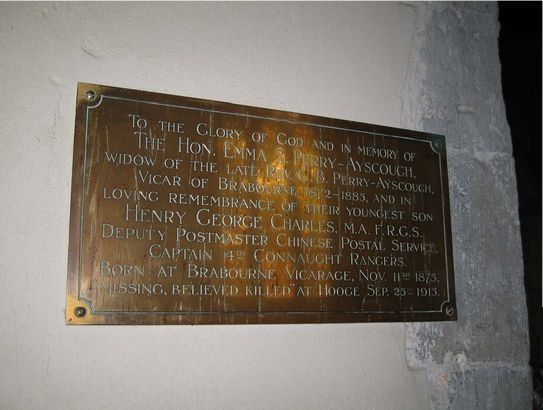 TO THE GLORY OF GOD AND IN MEMORY OF
THE HON. EMMA S. PERRY-AYSCOUGH,
WIDOW OF THE LATE REV. G. B. PERRY-AYSCOUGH,
VICAR OF BRABOURNE 1872-1883, AND IN
LOVING REMEMBRANCE OF THEIR YOUNGEST SON
HENRY GEORGE CHARLES, M.A. F.R.G.S.
DEPUTY POSTMASTER CHINESE POSTAL SERVICE,
CAPTAIN 4TH CONNAUGHT RANGERS.
BORN AT BRABOURNE VICARAGE, NOV. 11TH 1875.
"MISSING, BELIEVED KILLED" AT HOOGE SEP. 25TH 1915.